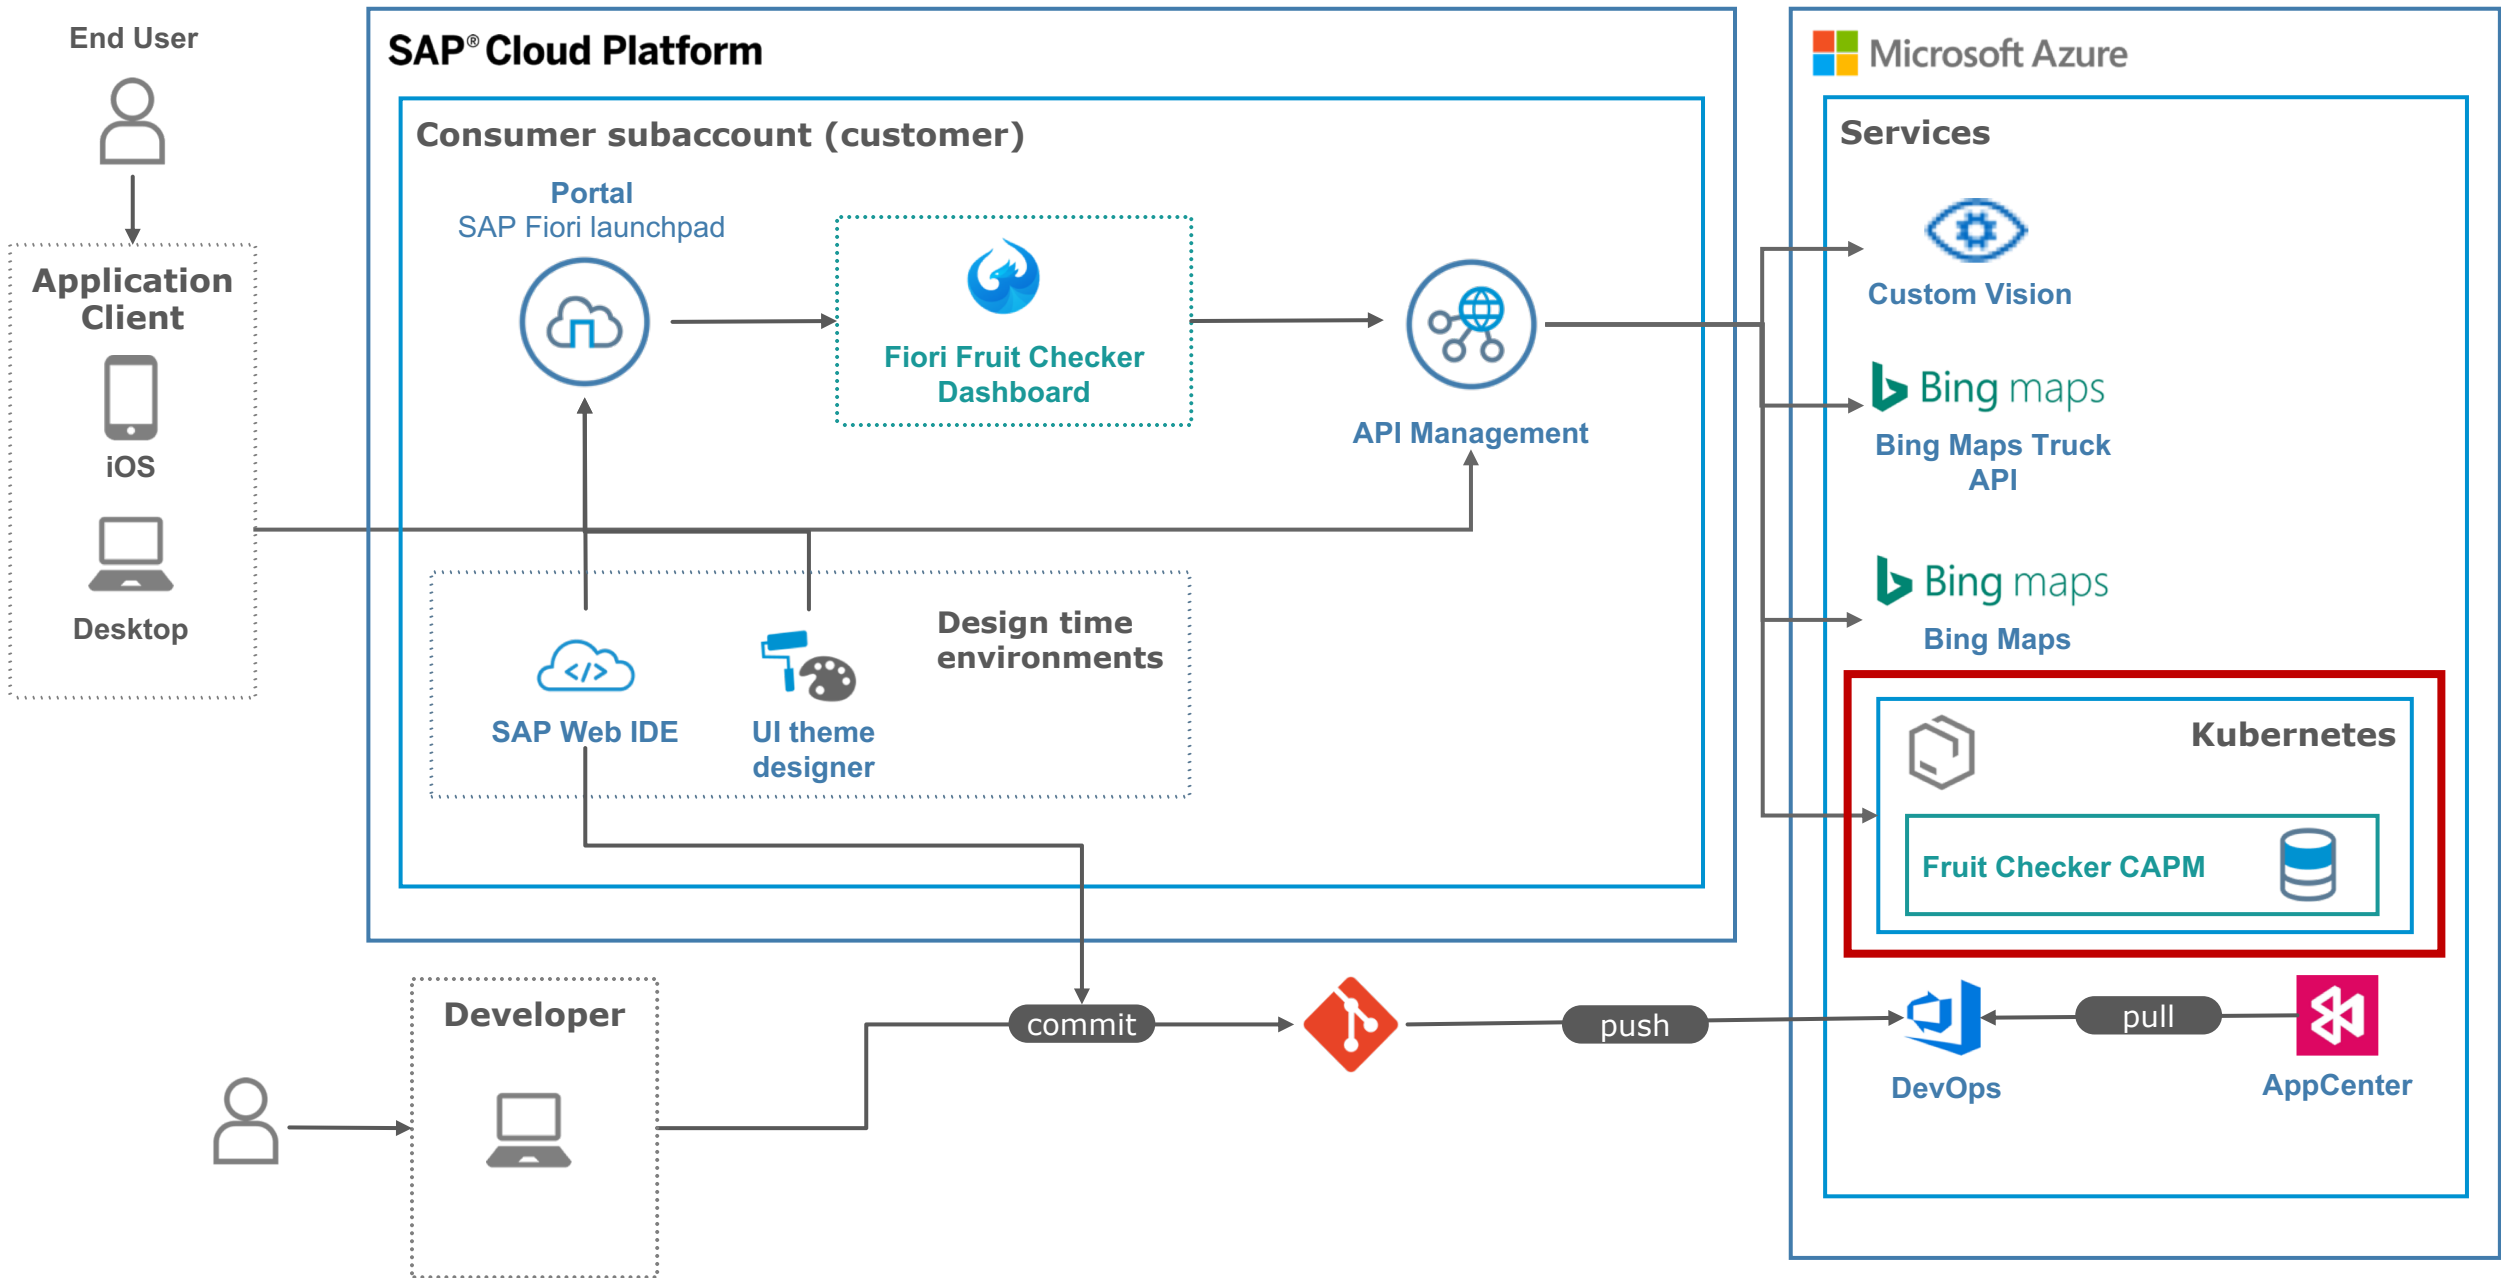 End User
Application
Client
iOS
Desktop
SAP® Cloud Platform
Consumer subaccount (customer)
Portal
SAP Fiori launchpad
Fiori Fruit Checker
Dashboard
API Management
Design time
environments
</>
SAP Web IDE
UI theme
designer
Microsoft Azure
Services
Custom Vision
Bing maps
Bing Maps Truck
API
Bing maps
Bing Maps
Kubernetes
Fruit Checker CAPM
Developer
commit
push
pull
DevOps
AppCenter